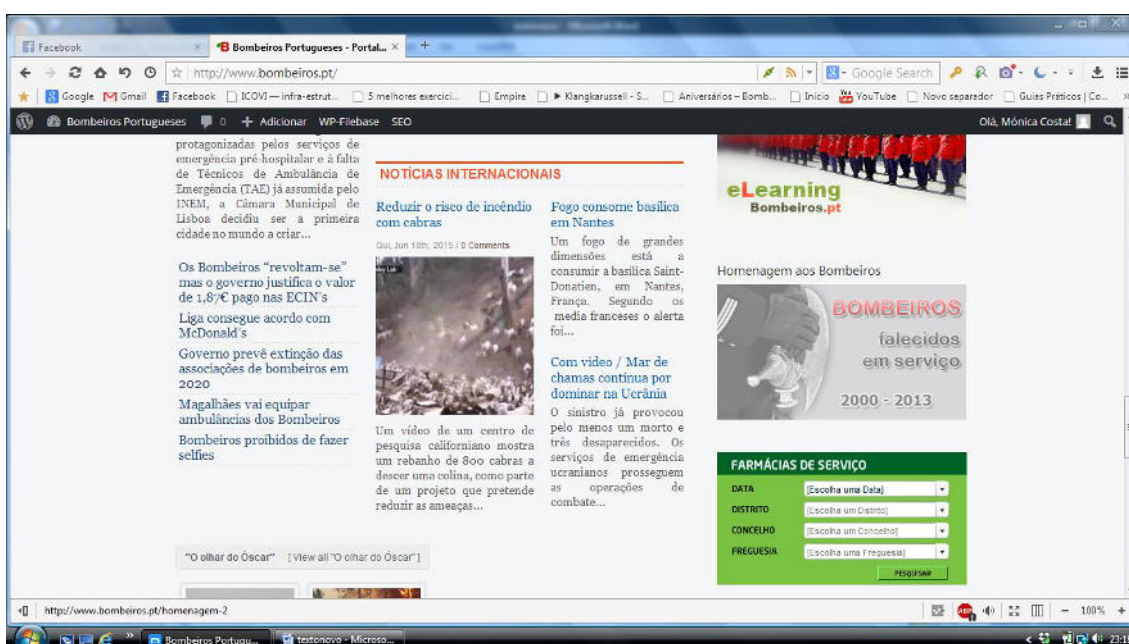 Facebook
Bombeiros Portugueses - Portal...
http://www.bombeiros.pt/
Google Search
Google
Gmail
Facebook
ICOVI — infra-estrut...
5 melhores exercíci...
Empire
Klangkarussell - S...
Aniversários – Bomb...
Início
YouTube
Novo separador
Guias Práticos | Co...
Bombeiros Portugueses
0
+ Adicionar
WP-Filebase
SEO
Olá, Mónica Costa!
protagonizadas pelos serviços de
emergência pré-hospitalar e à falta
de Técnicos de Ambulância de
Emergência (TAE) já assumida pelo
INEM, a Câmara Municipal de
Lisboa decidiu ser a primeira
cidade no mundo a criar...
Os Bombeiros “revoltam-se”
mas o governo justifica o valor
de 1,87€ pago nas ECIN's
Liga consegue acordo com
McDonald's
Governo prevê extinção das
associações de bombeiros em
2020
Magalhães vai equipar
ambulâncias dos Bombeiros
Bombeiros proibidos de fazer
selfies
NOTÍCIAS INTERNACIONAIS
Reduzir o risco de incêndio
com cabras
Qui, Jun 18th, 2015 / 0 Comments
Um vídeo de um centro de
pesquisa californiano mostra
um rebanho de 800 cabras a
descer uma colina, como parte
de um projeto que pretende
reduzir as ameaças...
Fogo consome basílica
em Nantes
Um fogo de grandes
dimensões está a
consumir a basílica Saint-
Donatien, em Nantes,
França. Segundo os
media franceses o alerta
foi...
Com vídeo / Mar de
chamas continua por
dominar na Ucrânia
O sinistro já provocou
pelo menos um morto e
três desaparecidos. Os
serviços de emergência
ucranianos prosseguem
as operações de
combate...
eLearning
Bombeiros.pt
Homenagem aos Bombeiros
BOMBEIROS
falecidos
em serviço
2000 - 2013
FARMÁCIAS DE SERVIÇO
DATA
[Escolha uma Data]
DISTRITO
[Escolha um Distrito]
CONCELHO
[Escolha um Concelho]
FREGUESIA
[Escolha uma Freguesia]
PESQUISAR
"O olhar do Óscar"
[ View all "O olhar do Óscar" ]
http://www.bombeiros.pt/homenagem-2
100%
Bombeiros Portugu...
textonovo - Microso...